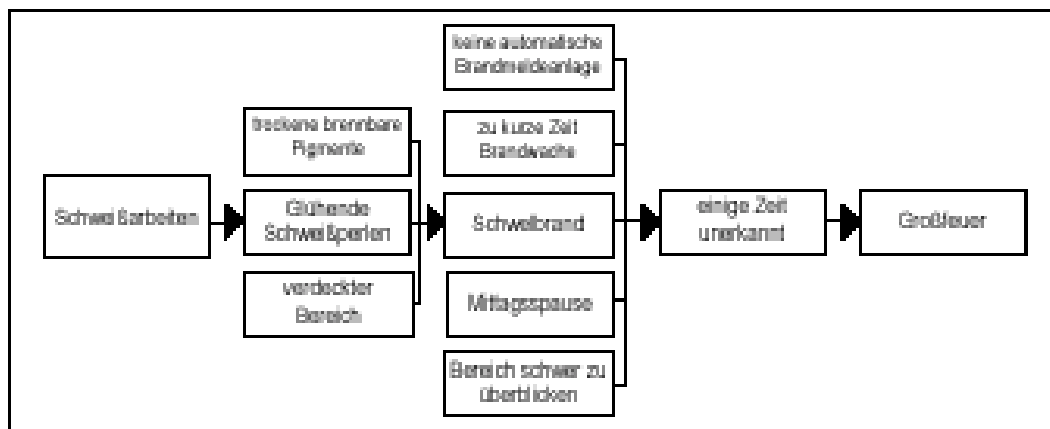 keine automatische
Brandmeldeanlage
trockene brennbare
Pigmente
zu kurze Zeit
Brandwache
Schweißarbeiten
Glühende
Schweißperlen
Schwelbrand
einige Zeit
unerkannt
Großfeuer
verdeckter
Bereich
Mittagsspause
Bereich schwer zu
überblicken